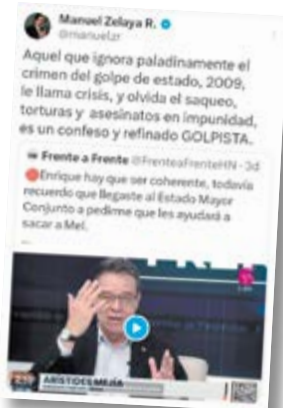 Manuel Zelaya R.
@manuelzr
Aquel que ignora paladinamente el
crimen del golpe de estado, 2009,
le llama crisis, y olvida el saqueo,
torturas y asesinatos en impunidad,
es un confeso y refinado GOLPISTA.
Frente a Frente @FrenteaFrenteHN · 3d
Enrique hay que ser coherente, todavía
recuerdo que llegaste al Estado Mayor
Conjunto a pedirme que les ayudará a
sacar a Mel.
ARÍSTIDES MEJÍA